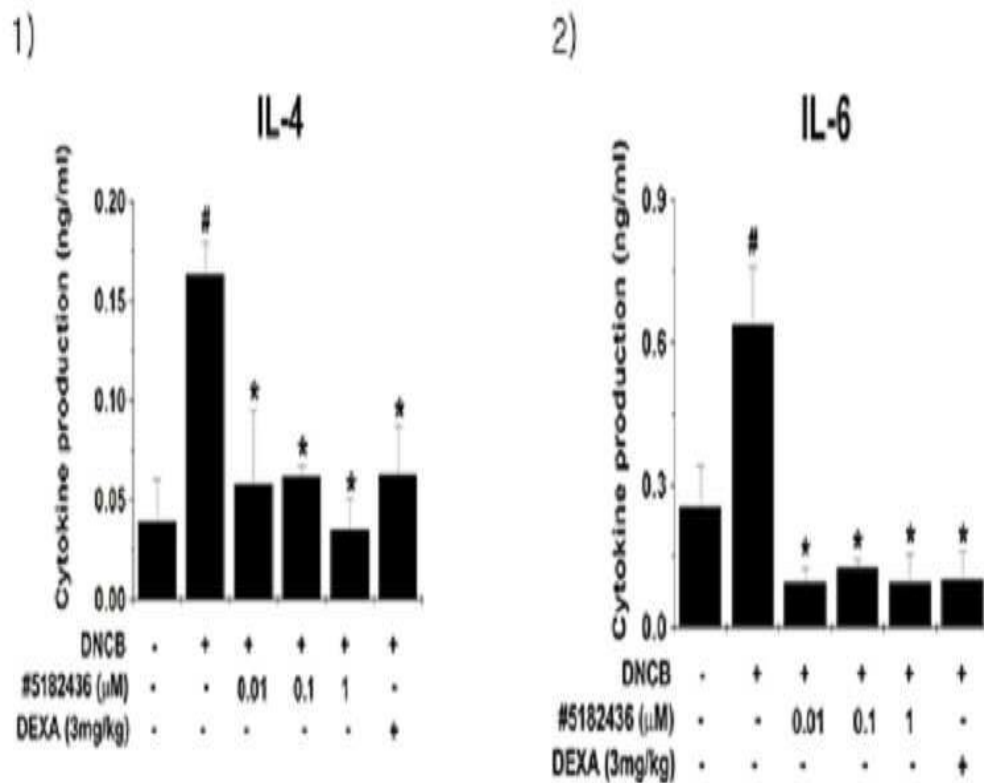 1)
IL-4
Cytokine production (ng/ml)
0.20
0.15
0.10
0.05
0.00
#
*
*
*
*
DNCB - + + + + +
#5182436 (μM) - - 0.01 0.1 1 -
DEXA (3mg/kg) - - - - - +
2)
IL-6
Cytokine production (ng/ml)
0.9
0.6
0.3
0.0
#
*
*
*
*
DNCB - + + + + +
#5182436 (μM) - - 0.01 0.1 1 -
DEXA (3mg/kg) - - - - - +